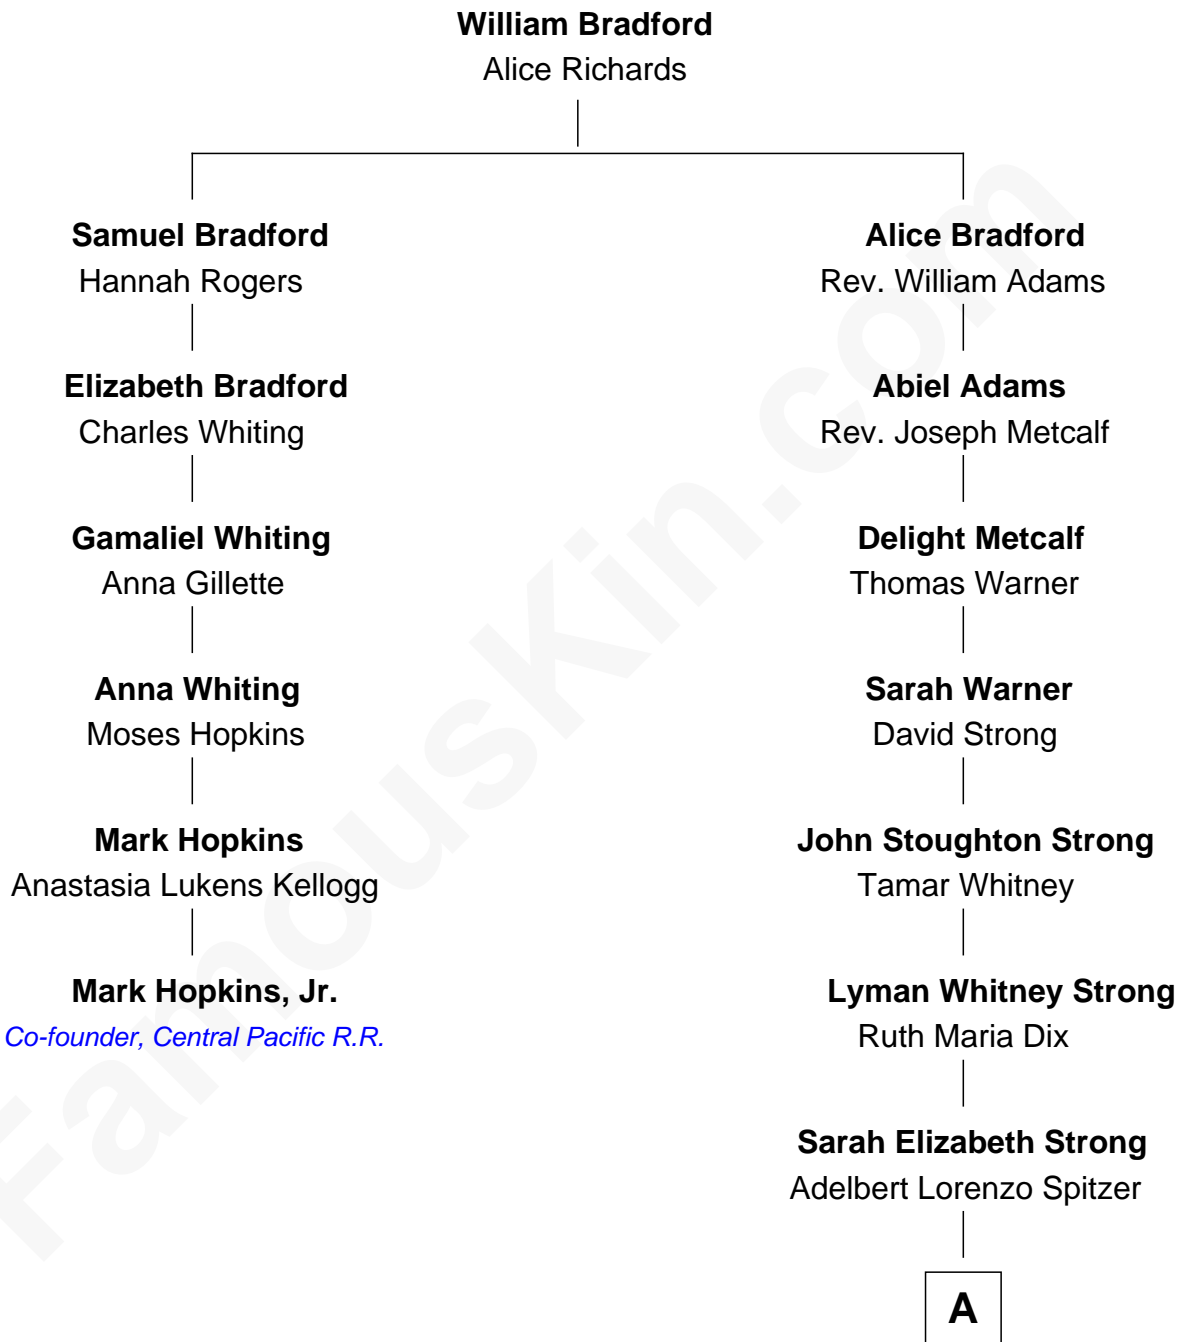 William Bradford
Alice Richards
Samuel Bradford
Hannah Rogers
Alice Bradford
Rev. William Adams
Elizabeth Bradford
Charles Whiting
Abiel Adams
Rev. Joseph Metcalf
Gamaliel Whiting
Anna Gillette
Delight Metcalf
Thomas Warner
Anna Whiting
Moses Hopkins
Sarah Warner
David Strong
Mark Hopkins
Anastasia Lukens Kellogg
John Stoughton Strong
Tamar Whitney
Mark Hopkins, Jr.
Co-founder, Central Pacific R.R.
Lyman Whitney Strong
Ruth Maria Dix
Sarah Elizabeth Strong
Adelbert Lorenzo Spitzer
A
FamousKin.com